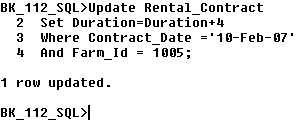 BK_112_SQL>Update Rental_Contract
2 Set Duration=Duration+4
3 Where Contract_Date ='10-Feb-07'
4 And Farm_Id = 1005;
1 row updated.
BK_112_SQL>